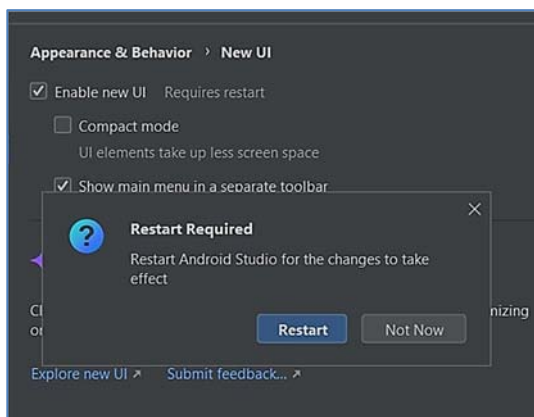 Appearance & Behavior › New UI
Enable new UI Requires restart
Compact mode
UI elements take up less screen space
Show main menu in a separate toolbar
Restart Required
Restart Android Studio for the changes to take
effect
Restart Not Now
Explore new UI ↗ Submit feedback... ↗